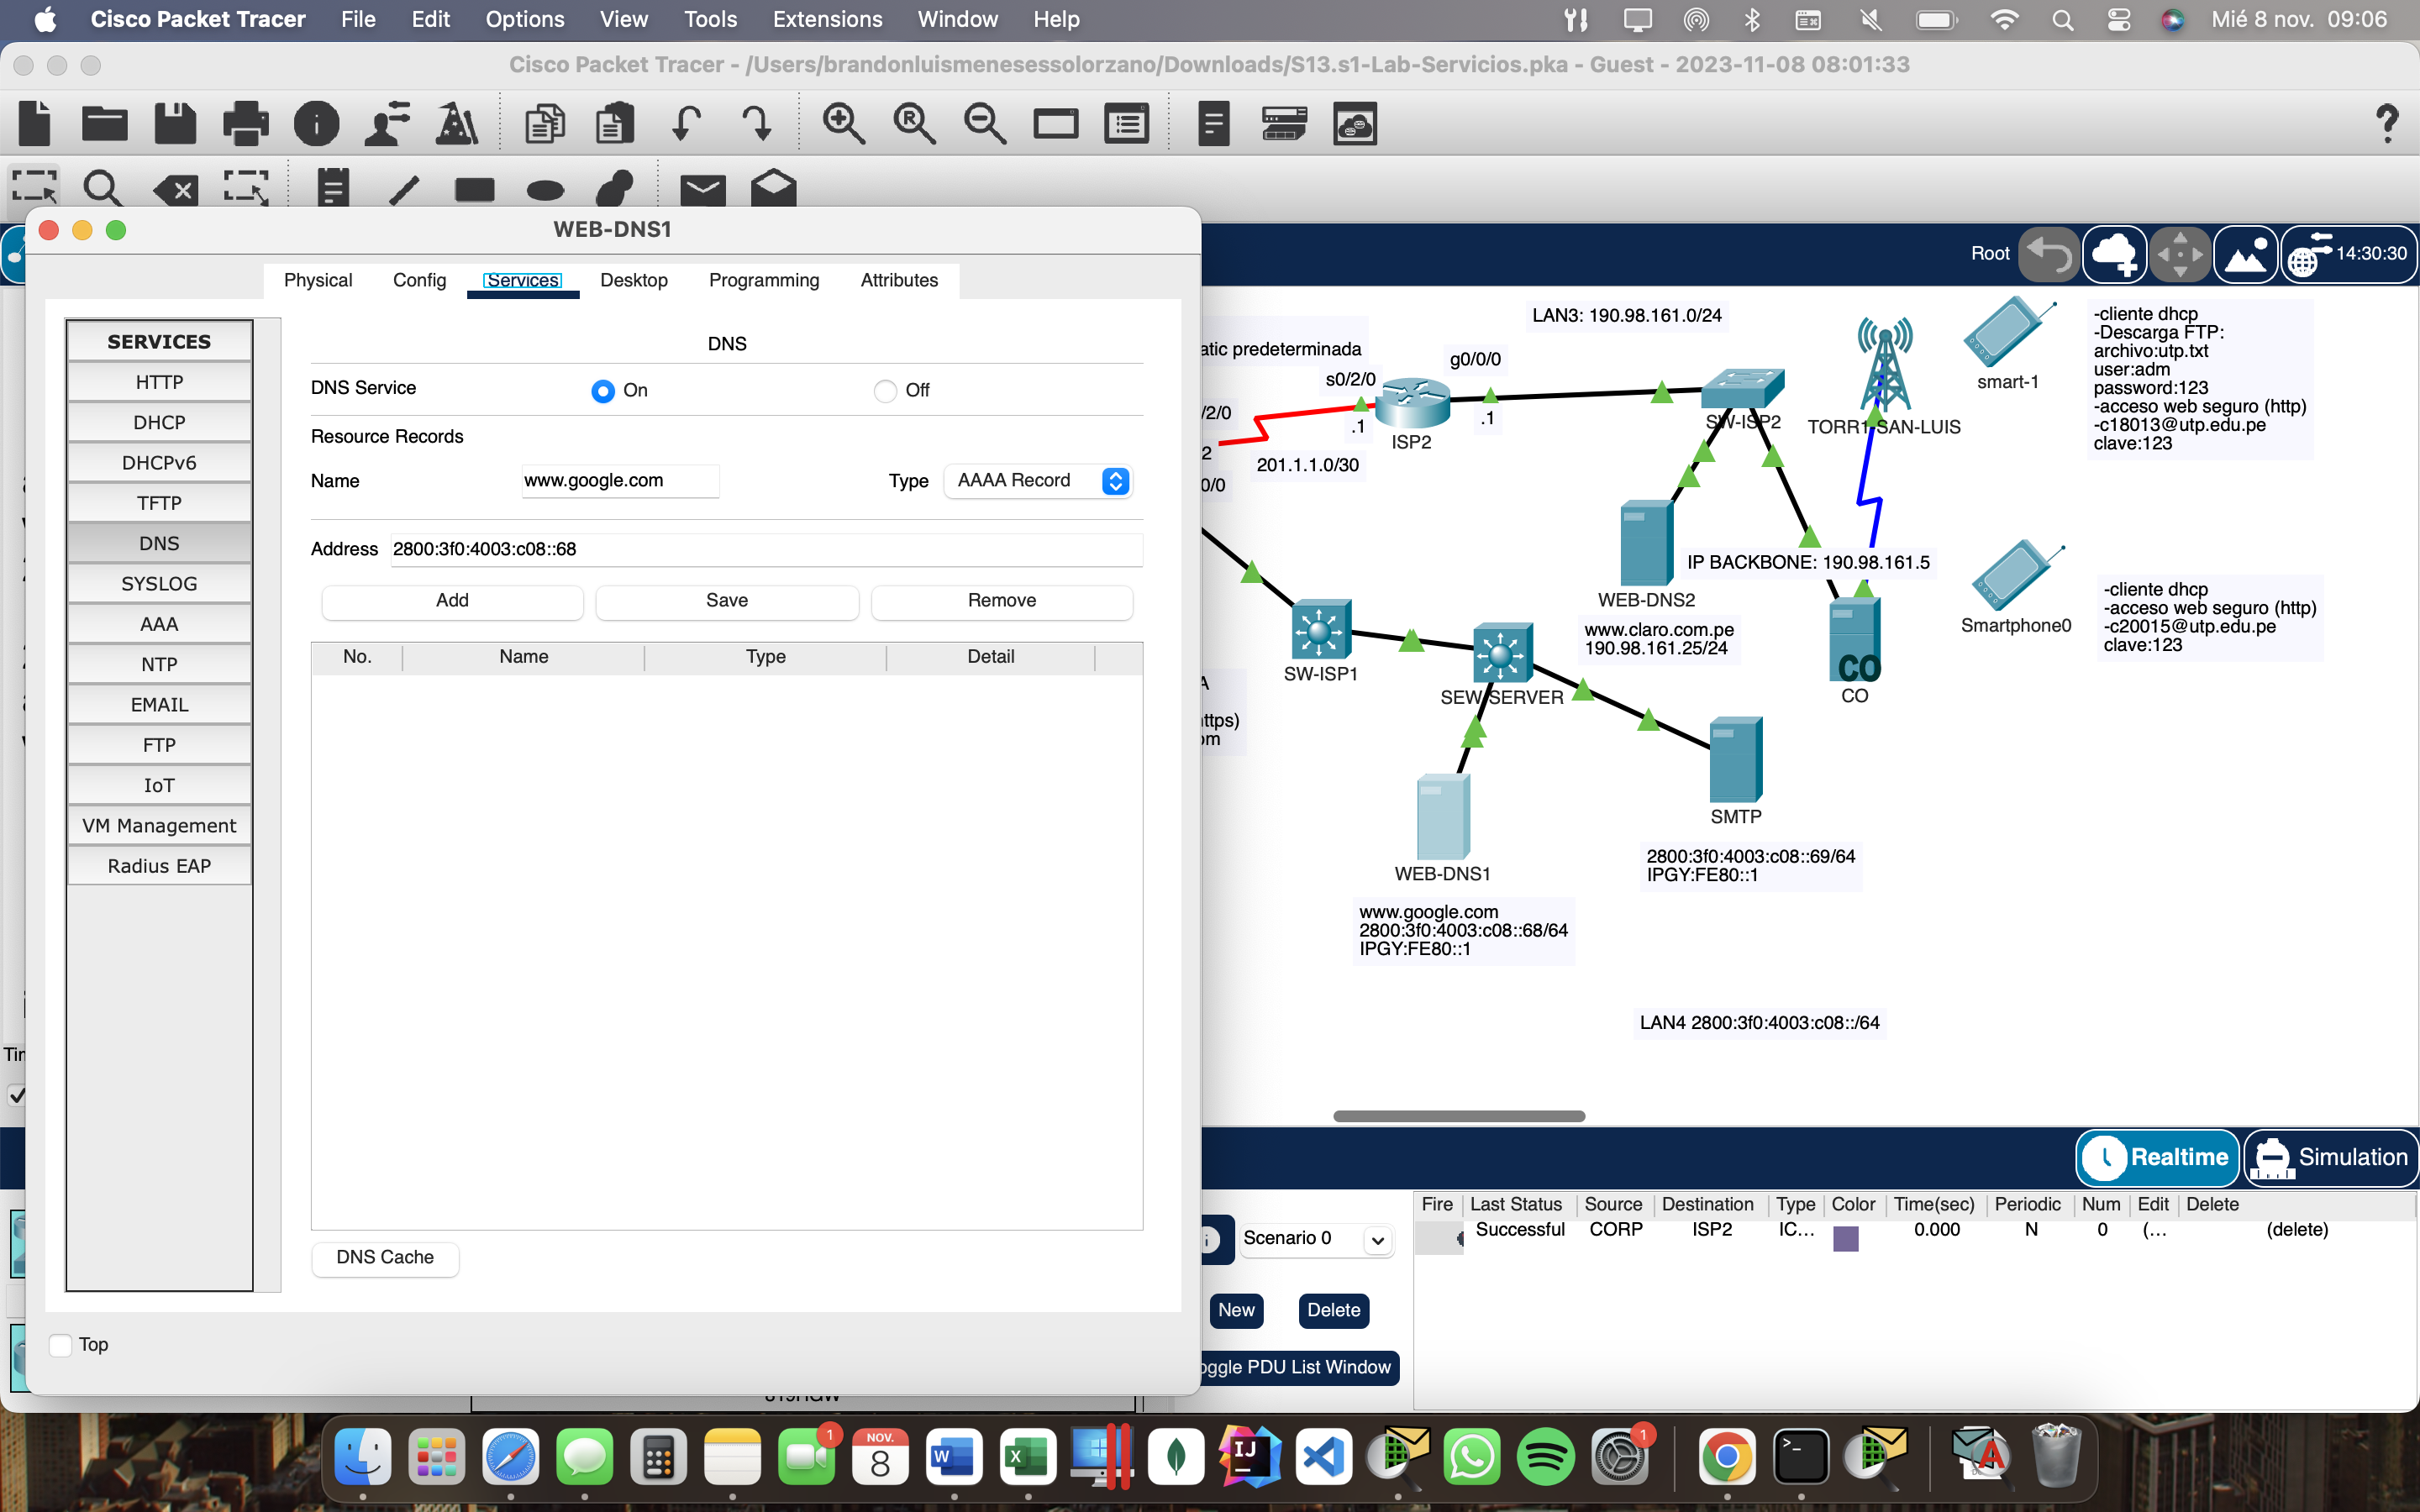 Cisco Packet Tracer File Edit Options View Tools Extensions Window Help Mié 8 nov. 09:06
Cisco Packet Tracer - /Users/brandonluismenesessolorzano/Downloads/S13.s1-Lab-Servicios.pka - Guest - 2023-11-08 08:01:33
WEB-DNS1
Physical Config Services Desktop Programming Attributes
SERVICES
HTTP
DHCP
DHCPv6
TFTP
DNS
SYSLOG
AAA
NTP
EMAIL
FTP
IoT
VM Management
Radius EAP
DNS
DNS Service On Off
Resource Records
Name www.google.com Type AAAA Record
Address 2800:3f0:4003:c08::68
Add Save Remove
No. Name Type Detail
DNS Cache
Top
Root 14:30:30
LAN3: 190.98.161.0/24
atic predeterminada
g0/0/0
s0/2/0
/2/0
.1
.1
ISP2
2
201.1.1.0/30
0/0
SW-ISP2
TORR1-SAN-LUIS
smart-1
-cliente dhcp
-Descarga FTP:
archivo:utp.txt
user:adm
password:123
-acceso web seguro (http)
-c18013@utp.edu.pe
clave:123
IP BACKBONE: 190.98.161.5
WEB-DNS2
www.claro.com.pe
190.98.161.25/24
CO
CO
Smartphone0
-cliente dhcp
-acceso web seguro (http)
-c20015@utp.edu.pe
clave:123
SW-ISP1
SEW-SERVER
A
ttps)
om
SMTP
2800:3f0:4003:c08::69/64
IPGY:FE80::1
WEB-DNS1
www.google.com
2800:3f0:4003:c08::68/64
IPGY:FE80::1
LAN4 2800:3f0:4003:c08::/64
Tin
Realtime Simulation
Scenario 0
New Delete
oggle PDU List Window
Fire Last Status Source Destination Type Color Time(sec) Periodic Num Edit Delete
Successful CORP ISP2 IC... 0.000 N 0 (... (delete)
1
NOV.
8
1